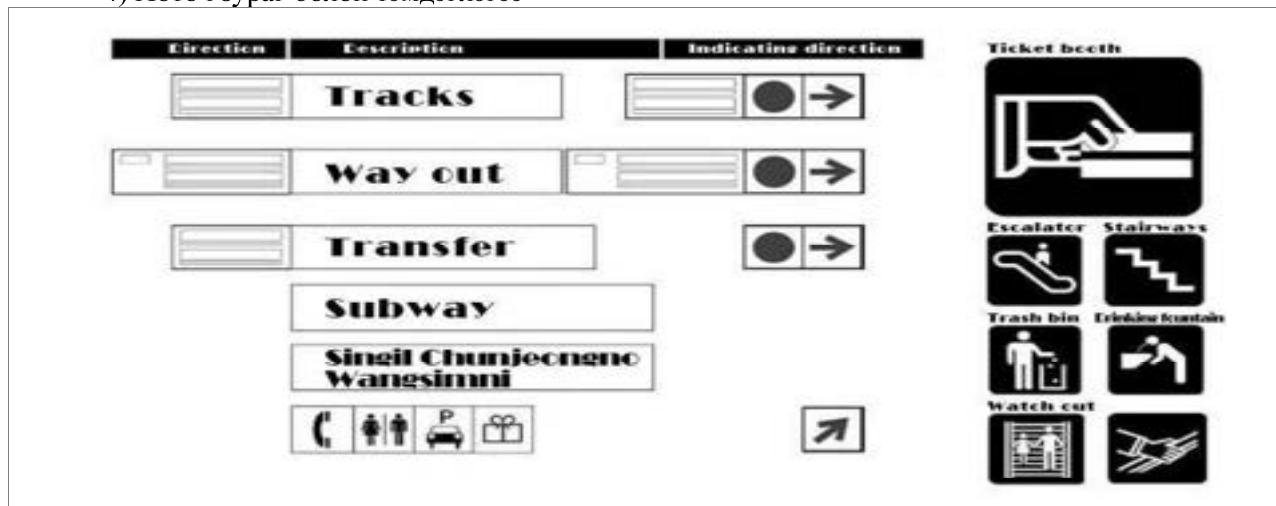 Direction Description Indicating direction
Tracks
Way out
Transfer
Subway
Singil Chunjeongno
Wangsimni
P
Ticket booth
Escalator Stairways
Trash bin Drinking fountain
Watch out